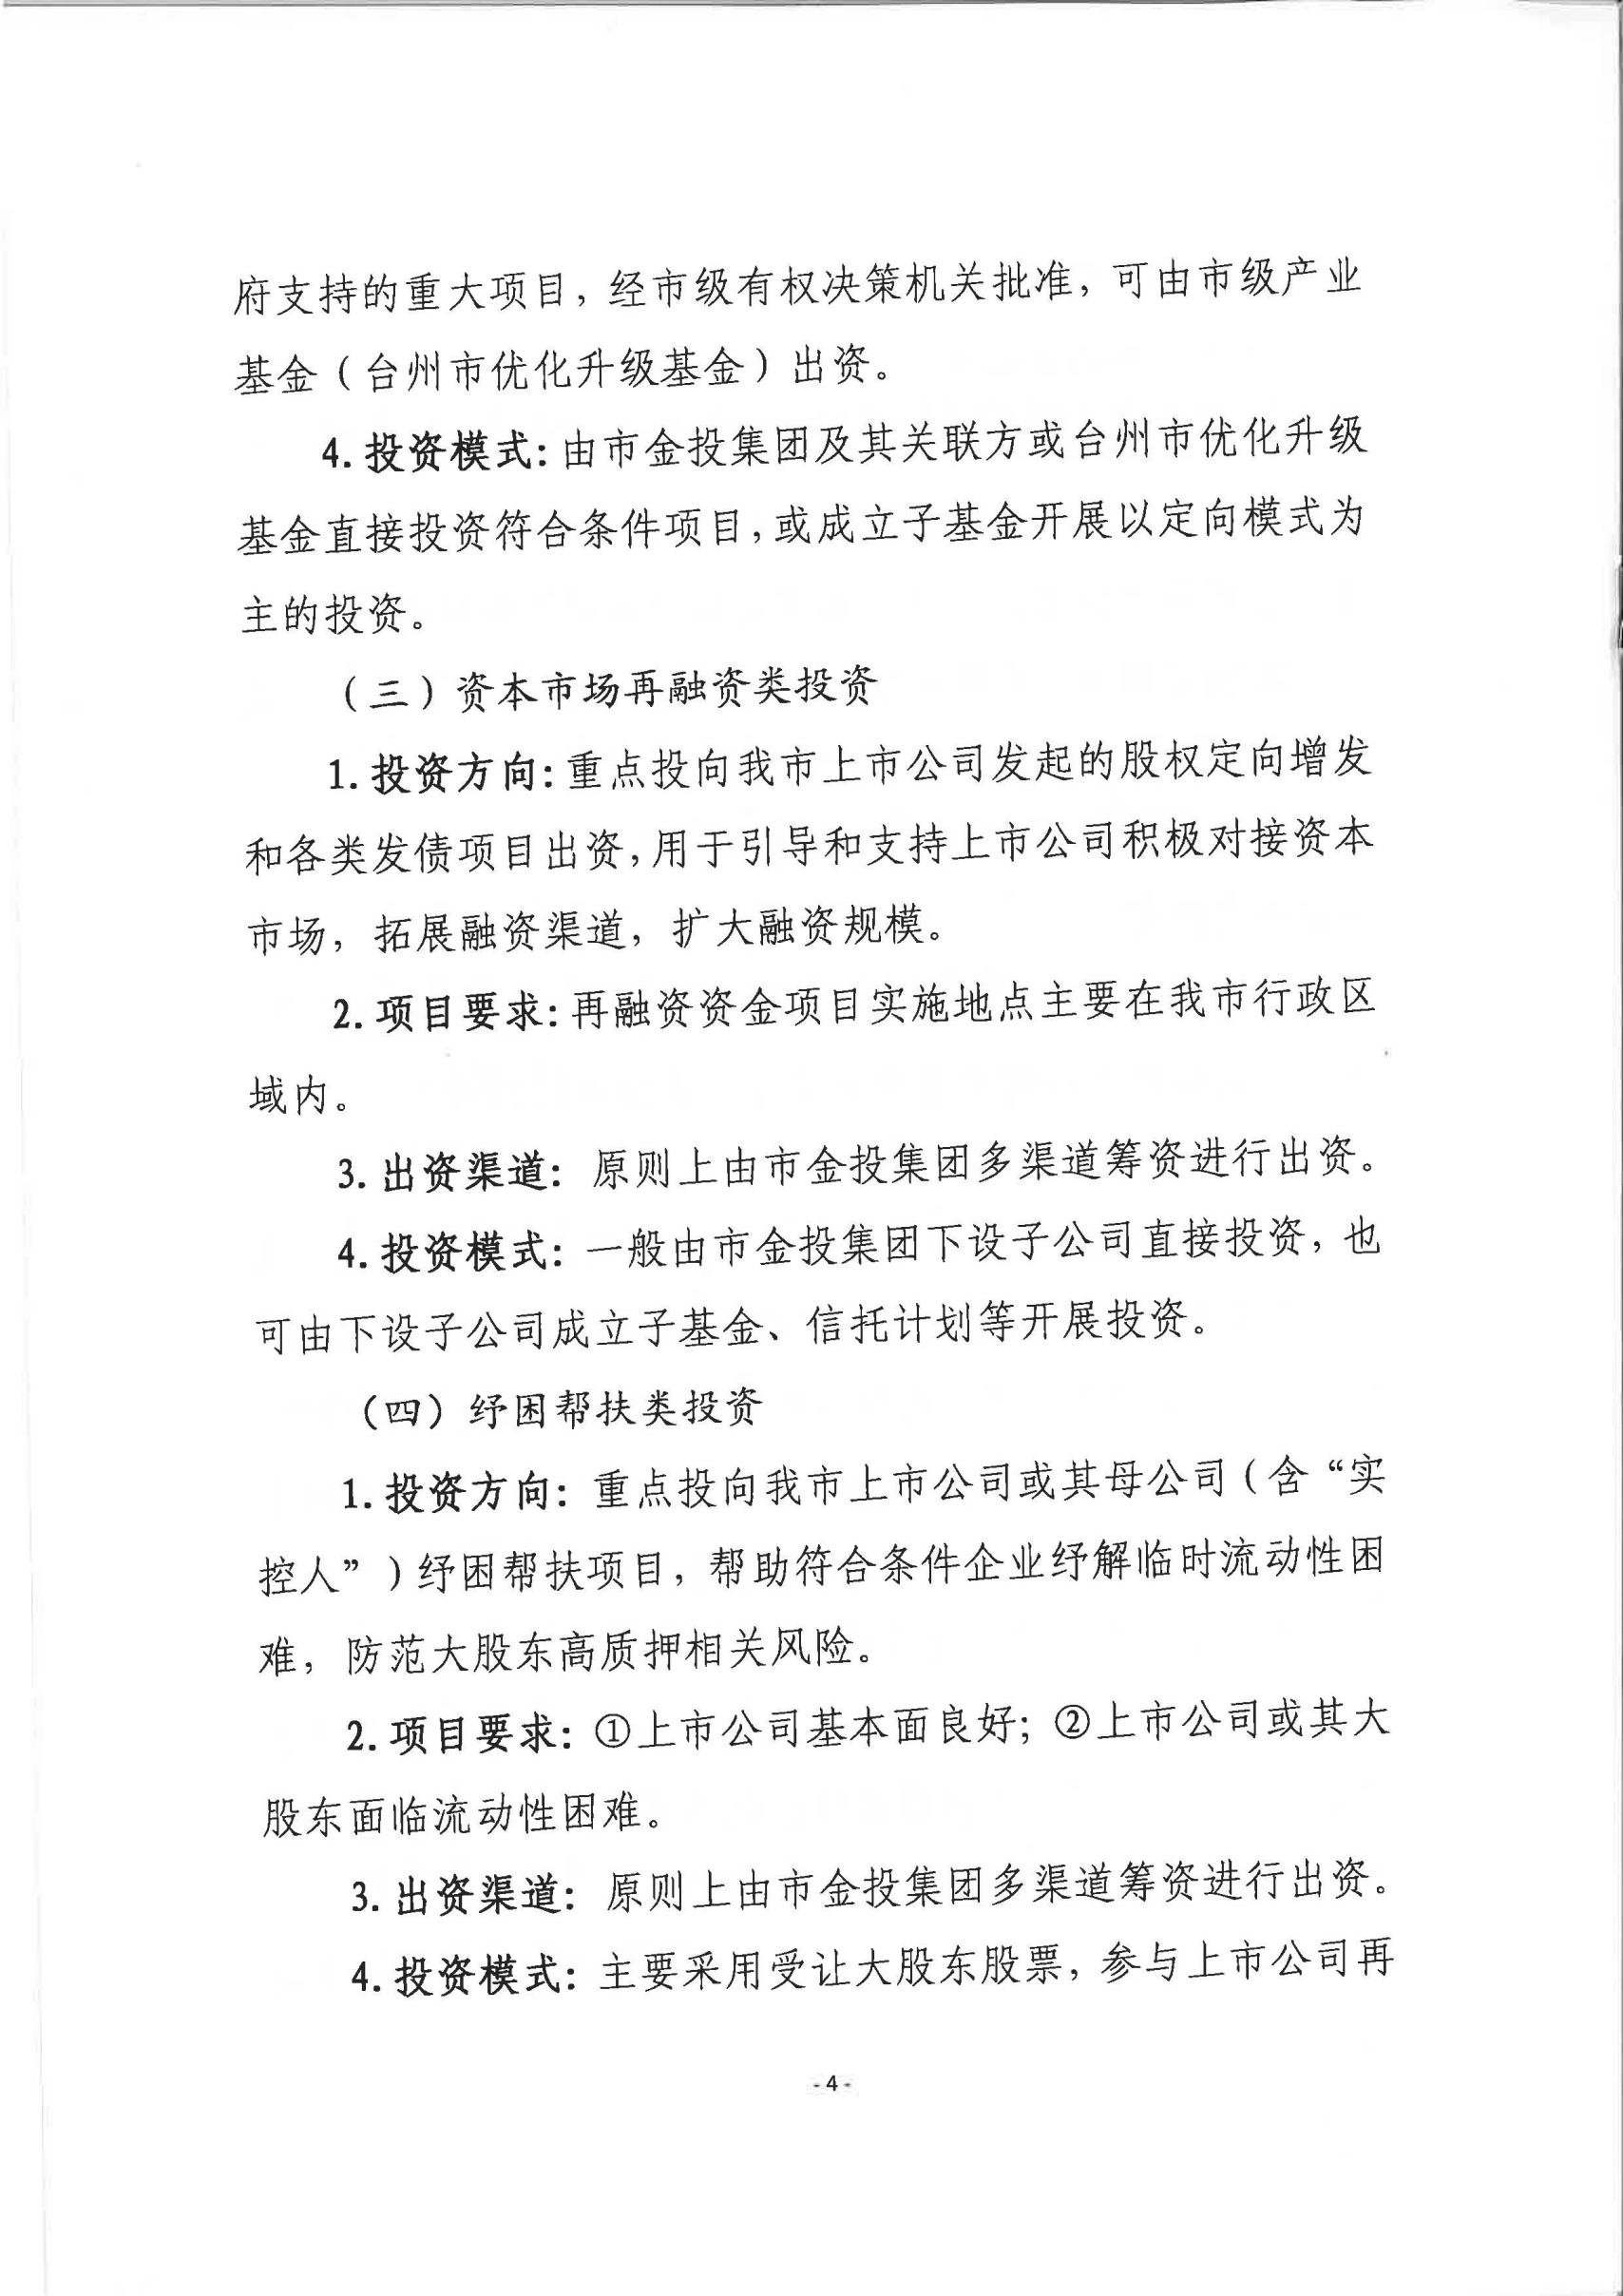 府支持的重大项目，经市级有权决策机关批准，可由市级产业
基金（台州市优化升级基金）出资。
4.投资模式：由市金投集团及其关联方或台州市优化升级
基金直接投资符合条件项目，或成立子基金开展以定向模式为
主的投资。
（三）资本市场再融资类投资
1.投资方向：重点投向我市上市公司发起的股权定向增发
和各类发债项目出资，用于引导和支持上市公司积极对接资本
市场，拓展融资渠道，扩大融资规模。
2.项目要求：再融资资金项目实施地点主要在我市行政区
域内。
3.出资渠道：原则上由市金投集团多渠道筹资进行出资。
4.投资模式：一般由市金投集团下设子公司直接投资，也
可由下设子公司成立子基金、信托计划等开展投资。
（四）纾困帮扶类投资
1.投资方向：重点投向我市上市公司或其母公司（含“实
控人”）纾困帮扶项目，帮助符合条件企业纾解临时流动性困
难，防范大股东高质押相关风险。
2.项目要求：①上市公司基本面良好；②上市公司或其大
股东面临流动性困难。
3.出资渠道：原则上由市金投集团多渠道筹资进行出资。
4.投资模式：主要采用受让大股东股票，参与上市公司再
-4-